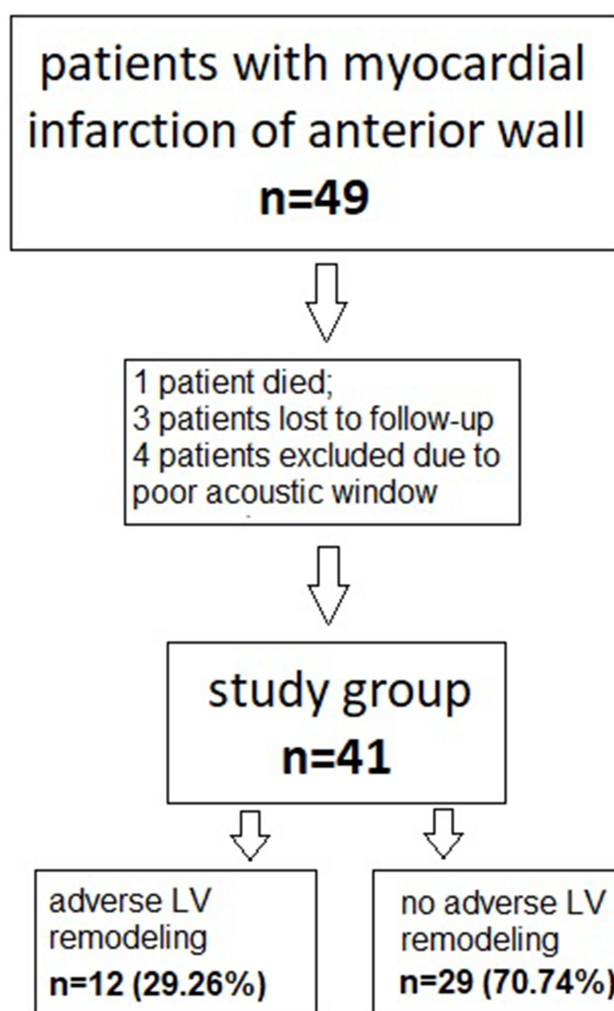 patients with myocardial
infarction of anterior wall
n=49
1 patient died;
3 patients lost to follow-up
4 patients excluded due to
poor acoustic window
study group
n=41
adverse LV
remodeling
n=12 (29.26%)
no adverse LV
remodeling
n=29 (70.74%)